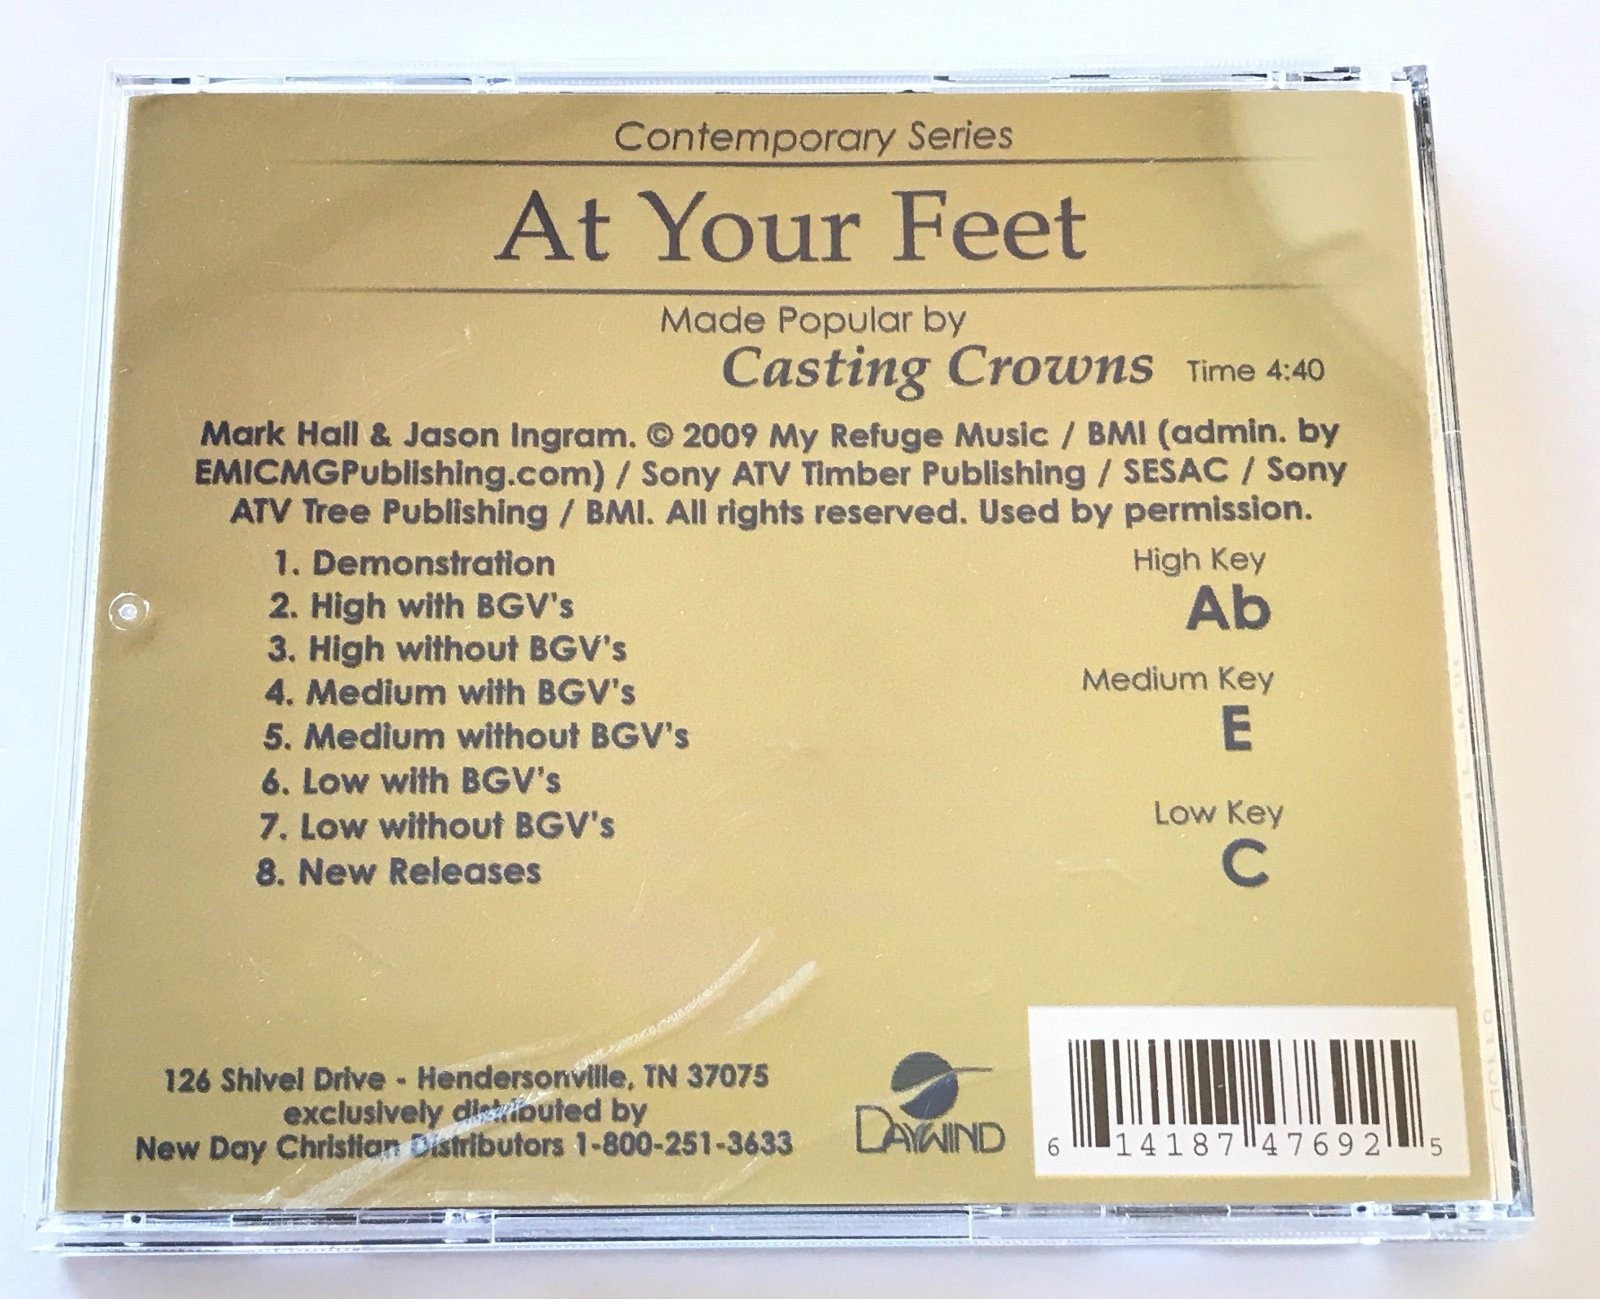 Contemporary Series
At Your Feet
Made Popular by
Casting Crowns Time 4:40
Mark Hall & Jason Ingram. © 2009 My Refuge Music / BMI (admin. by
EMICMGPublishing.com) / Sony ATV Timber Publishing / SESAC / Sony
ATV Tree Publishing / BMI. All rights reserved. Used by permission.
1. Demonstration
2. High with BGV's
3. High without BGV's
4. Medium with BGV's
5. Medium without BGV's
6. Low with BGV's
7. Low without BGV's
8. New Releases
High Key
Ab
Medium Key
E
Low Key
C
126 Shivel Drive - Hendersonville, TN 37075
exclusively distributed by
New Day Christian Distributors 1-800-251-3633
DAYWIND
6 14187 47692 5